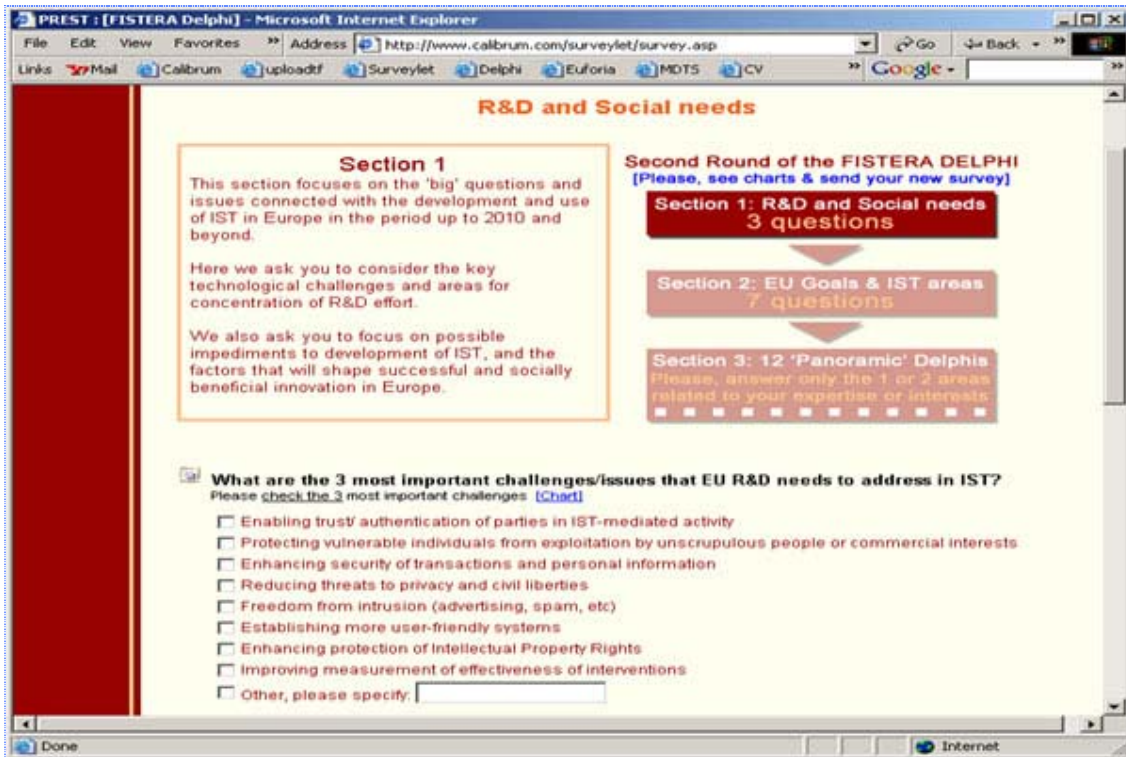 PREST : [FISTERA Delphi] - Microsoft Internet Explorer
File Edit View Favorites » Address http://www.calibrum.com/surveylet/survey.asp Go Back »
Links Mail Calibrum uploadtf Surveylet Delphi Euforia MDTS CV » Google »
R&D and Social needs
Section 1
This section focuses on the 'big' questions and
issues connected with the development and use
of IST in Europe in the period up to 2010 and
beyond.
Here we ask you to consider the key
technological challenges and areas for
concentration of R&D effort.
We also ask you to focus on possible
impediments to development of IST, and the
factors that will shape successful and socially
beneficial innovation in Europe.
Second Round of the FISTERA DELPHI
[Please, see charts & send your new survey]
Section 1: R&D and Social needs
3 questions
Section 2: EU Goals & IST areas
7 questions
Section 3: 12 'Panoramic' Delphis
Please, answer only the 1 or 2 areas
related to your expertise or interests
What are the 3 most important challenges/issues that EU R&D needs to address in IST?
Please check the 3 most important challenges [Chart]
Enabling trust/ authentication of parties in IST-mediated activity
Protecting vulnerable individuals from exploitation by unscrupulous people or commercial interests
Enhancing security of transactions and personal information
Reducing threats to privacy and civil liberties
Freedom from intrusion (advertising, spam, etc)
Establishing more user-friendly systems
Enhancing protection of Intellectual Property Rights
Improving measurement of effectiveness of interventions
Other, please specify:
Done Internet